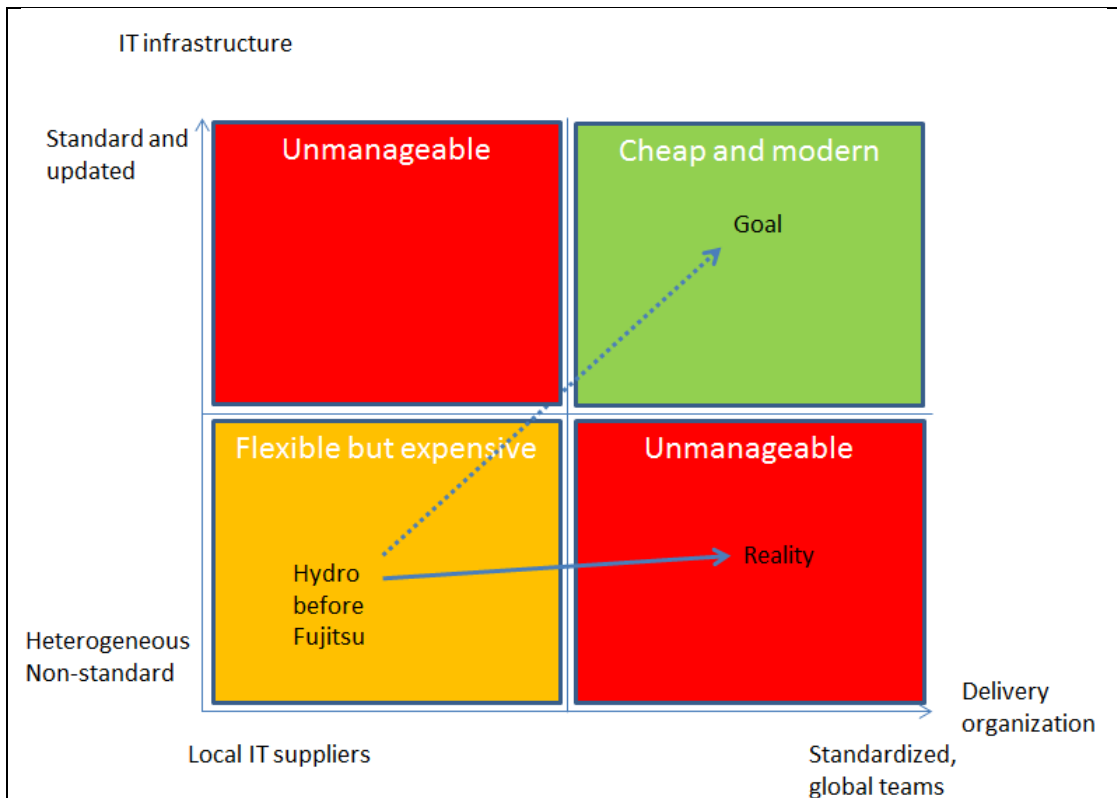 IT infrastructure
Standard and
updated
Unmanageable
Cheap and modern
Goal
Flexible but expensive
Unmanageable
Hydro
before
Fujitsu
Reality
Heterogeneous
Non-standard
Delivery
organization
Local IT suppliers
Standardized,
global teams